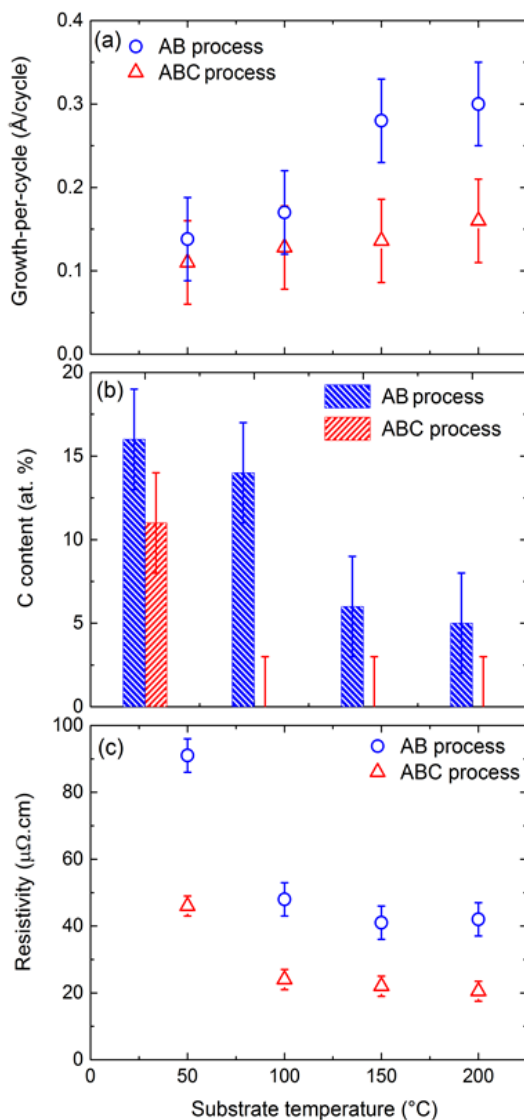 0.4
(a)
AB process
ABC process
0.3
0.2
0.1
0.0
Growth-per-cycle (Å/cycle)
20
(b)
AB process
ABC process
15
10
5
0
C content (at. %)
100
(c)
AB process
ABC process
80
60
40
20
0
Resistivity (μΩ.cm)
0 50 100 150 200
Substrate temperature (°C)